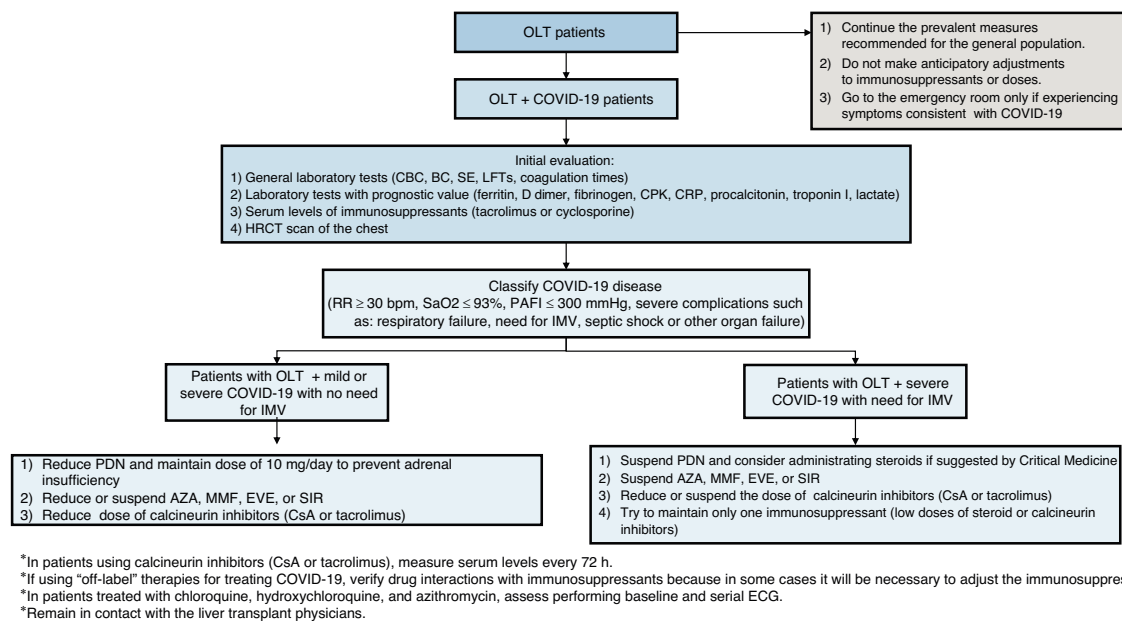 OLT patients
1) Continue the prevalent measures
recommended for the general population.
2) Do not make anticipatory adjustments
to immunosuppressants or doses.
3) Go to the emergency room only if experiencing
symptoms consistent with COVID-19
OLT + COVID-19 patients
Initial evaluation:
1) General laboratory tests (CBC, BC, SE, LFTs, coagulation times)
2) Laboratory tests with prognostic value (ferritin, D dimer, fibrinogen, CPK, CRP, procalcitonin, troponin I, lactate)
3) Serum levels of immunosuppressants (tacrolimus or cyclosporine)
4) HRCT scan of the chest
Classify COVID-19 disease
(RR ≥ 30 bpm, SaO2 ≤ 93%, PAFI ≤ 300 mmHg, severe complications such
as: respiratory failure, need for IMV, septic shock or other organ failure)
Patients with OLT + mild or
severe COVID-19 with no need
for IMV
Patients with OLT + severe
COVID-19 with need for IMV
1) Reduce PDN and maintain dose of 10 mg/day to prevent adrenal
insufficiency
2) Reduce or suspend AZA, MMF, EVE, or SIR
3) Reduce dose of calcineurin inhibitors (CsA or tacrolimus)
1) Suspend PDN and consider administrating steroids if suggested by Critical Medicine
2) Suspend AZA, MMF, EVE, or SIR
3) Reduce or suspend the dose of calcineurin inhibitors (CsA or tacrolimus)
4) Try to maintain only one immunosuppressant (low doses of steroid or calcineurin
inhibitors)
*In patients using calcineurin inhibitors (CsA or tacrolimus), measure serum levels every 72 h.
*If using “off-label” therapies for treating COVID-19, verify drug interactions with immunosuppressants because in some cases it will be necessary to adjust the
*In patients treated with chloroquine, hydroxychloroquine, and azithromycin, assess performing baseline and serial ECG.
*Remain in contact with the liver transplant physicians.